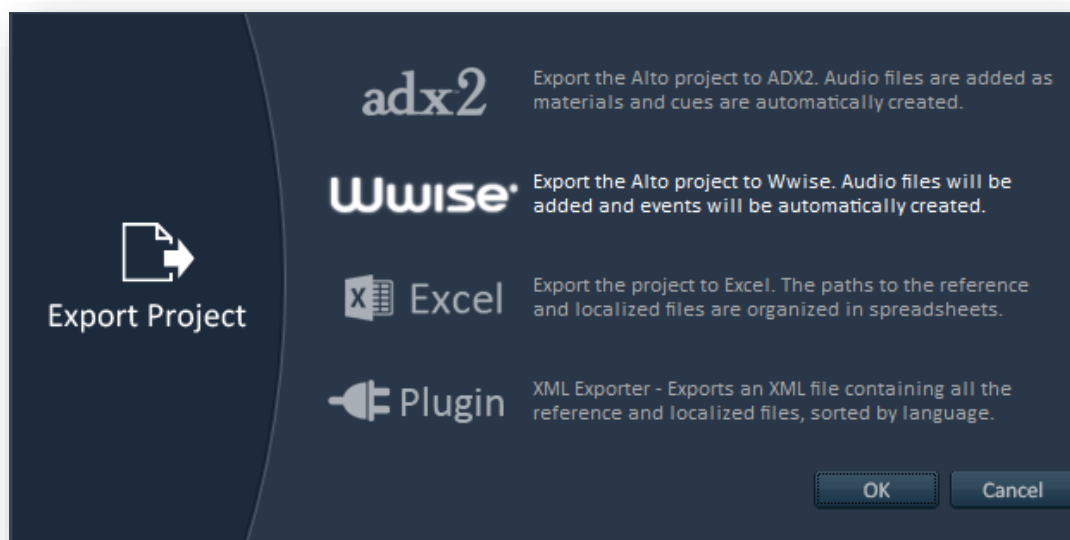 adx2
Export the Alto project to ADX2. Audio files are added as
materials and cues are automatically created.
Wwise
Export the Alto project to Wwise. Audio files will be
added and events will be automatically created.
Export Project
X Excel
Export the project to Excel. The paths to the reference
and localized files are organized in spreadsheets.
Plugin
XML Exporter - Exports an XML file containing all the
reference and localized files, sorted by language.
OK
Cancel